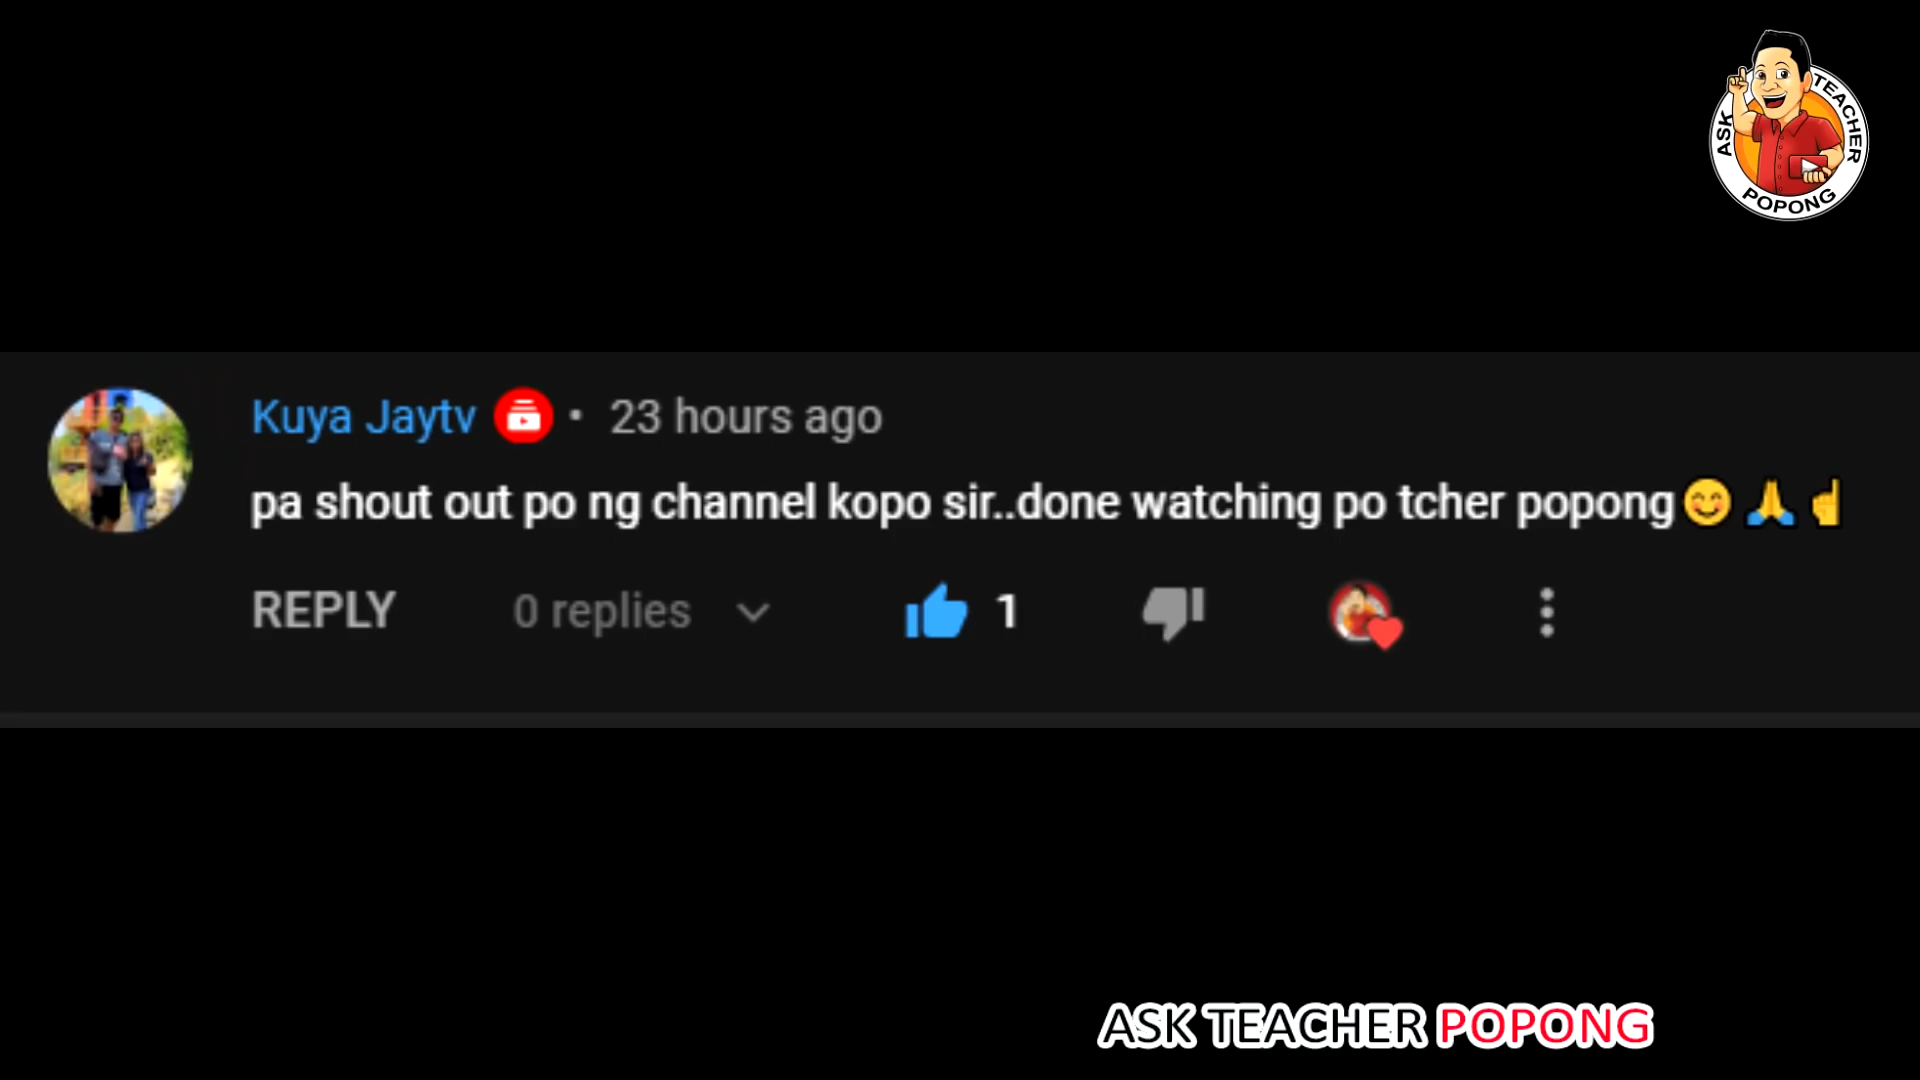 ASK TEACHER POPONG
Kuya Jaytv • 23 hours ago
pa shout out po ng channel kopo sir..done watching po tcher popong😊🙏☝
REPLY 0 replies 1
ASK TEACHER POPONG